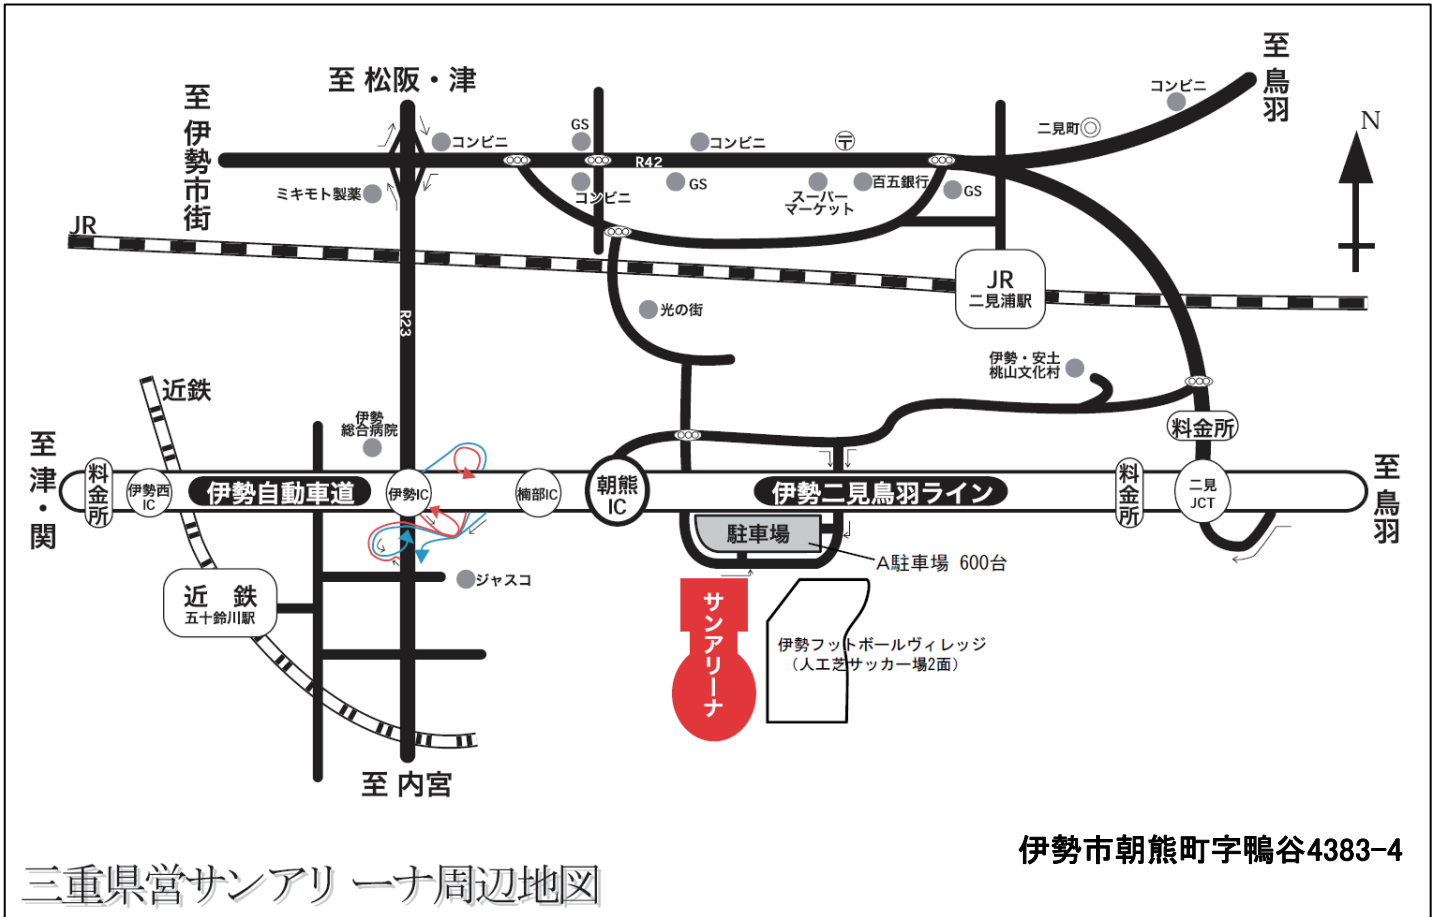 至 松阪・津
至 伊勢市街
至 鳥羽
N
コンビニ
二見町
GS
コンビニ
コンビニ
R42
〒
ミキモト製薬
コンビニ
GS
スーパー
マーケット
百五銀行
GS
JR
JR
二見浦駅
R23
光の街
伊勢・安土
桃山文化村
近鉄
伊勢
総合病院
料金所
至 津・関
料金所
伊勢西
IC
伊勢自動車道
伊勢IC
楠部IC
朝熊
IC
伊勢二見鳥羽ライン
料金所
二見
JCT
至 鳥羽
駐車場
A駐車場 600台
ジャスコ
近 鉄
五十鈴川駅
サンアリーナ
伊勢フットボールヴィレッジ
(人工芝サッカー場2面)
至 内宮
伊勢市朝熊町字鴨谷4383-4
三重県営サンアリーナ周辺地図